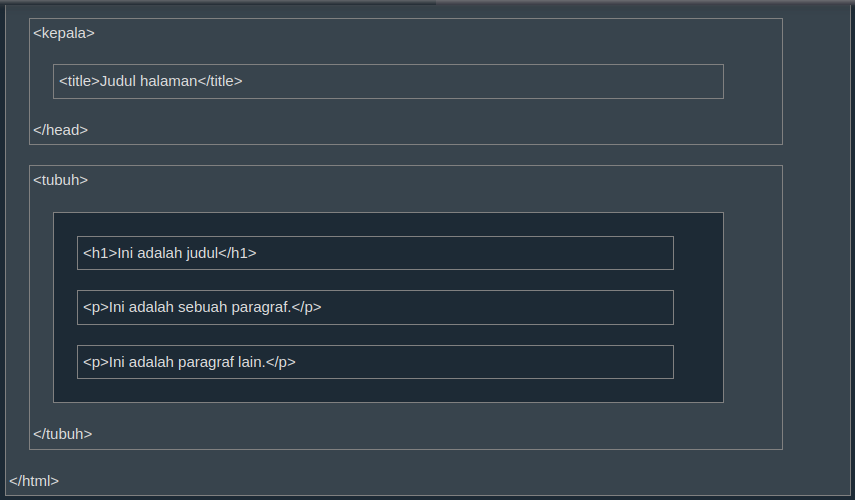 <kepala>
<title>Judul halaman</title>
</head>
<tubuh>
<h1>Ini adalah judul</h1>
<p>Ini adalah sebuah paragraf.</p>
<p>Ini adalah paragraf lain.</p>
</tubuh>
</html>